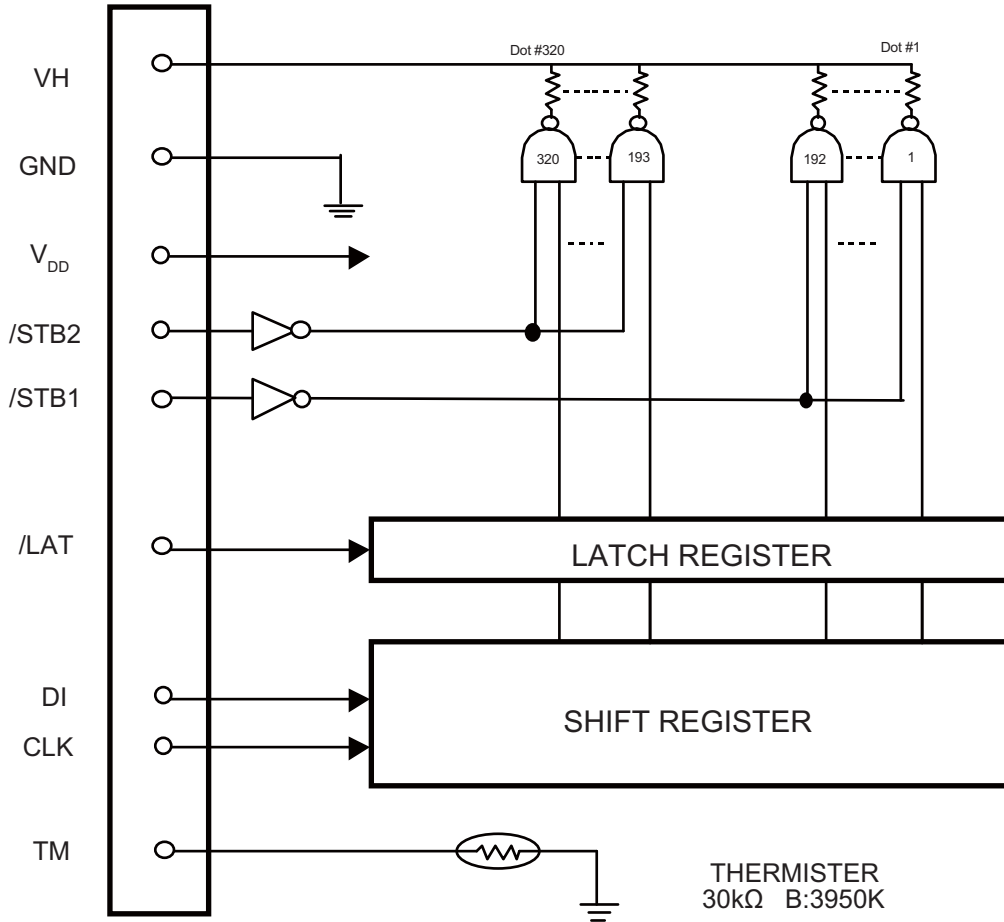 Dot #320
Dot #1
VH
320
193
192
1
GND
VDD
/STB2
/STB1
/LAT
LATCH REGISTER
DI
SHIFT REGISTER
CLK
TM
THERMISTER
30kΩ B:3950K